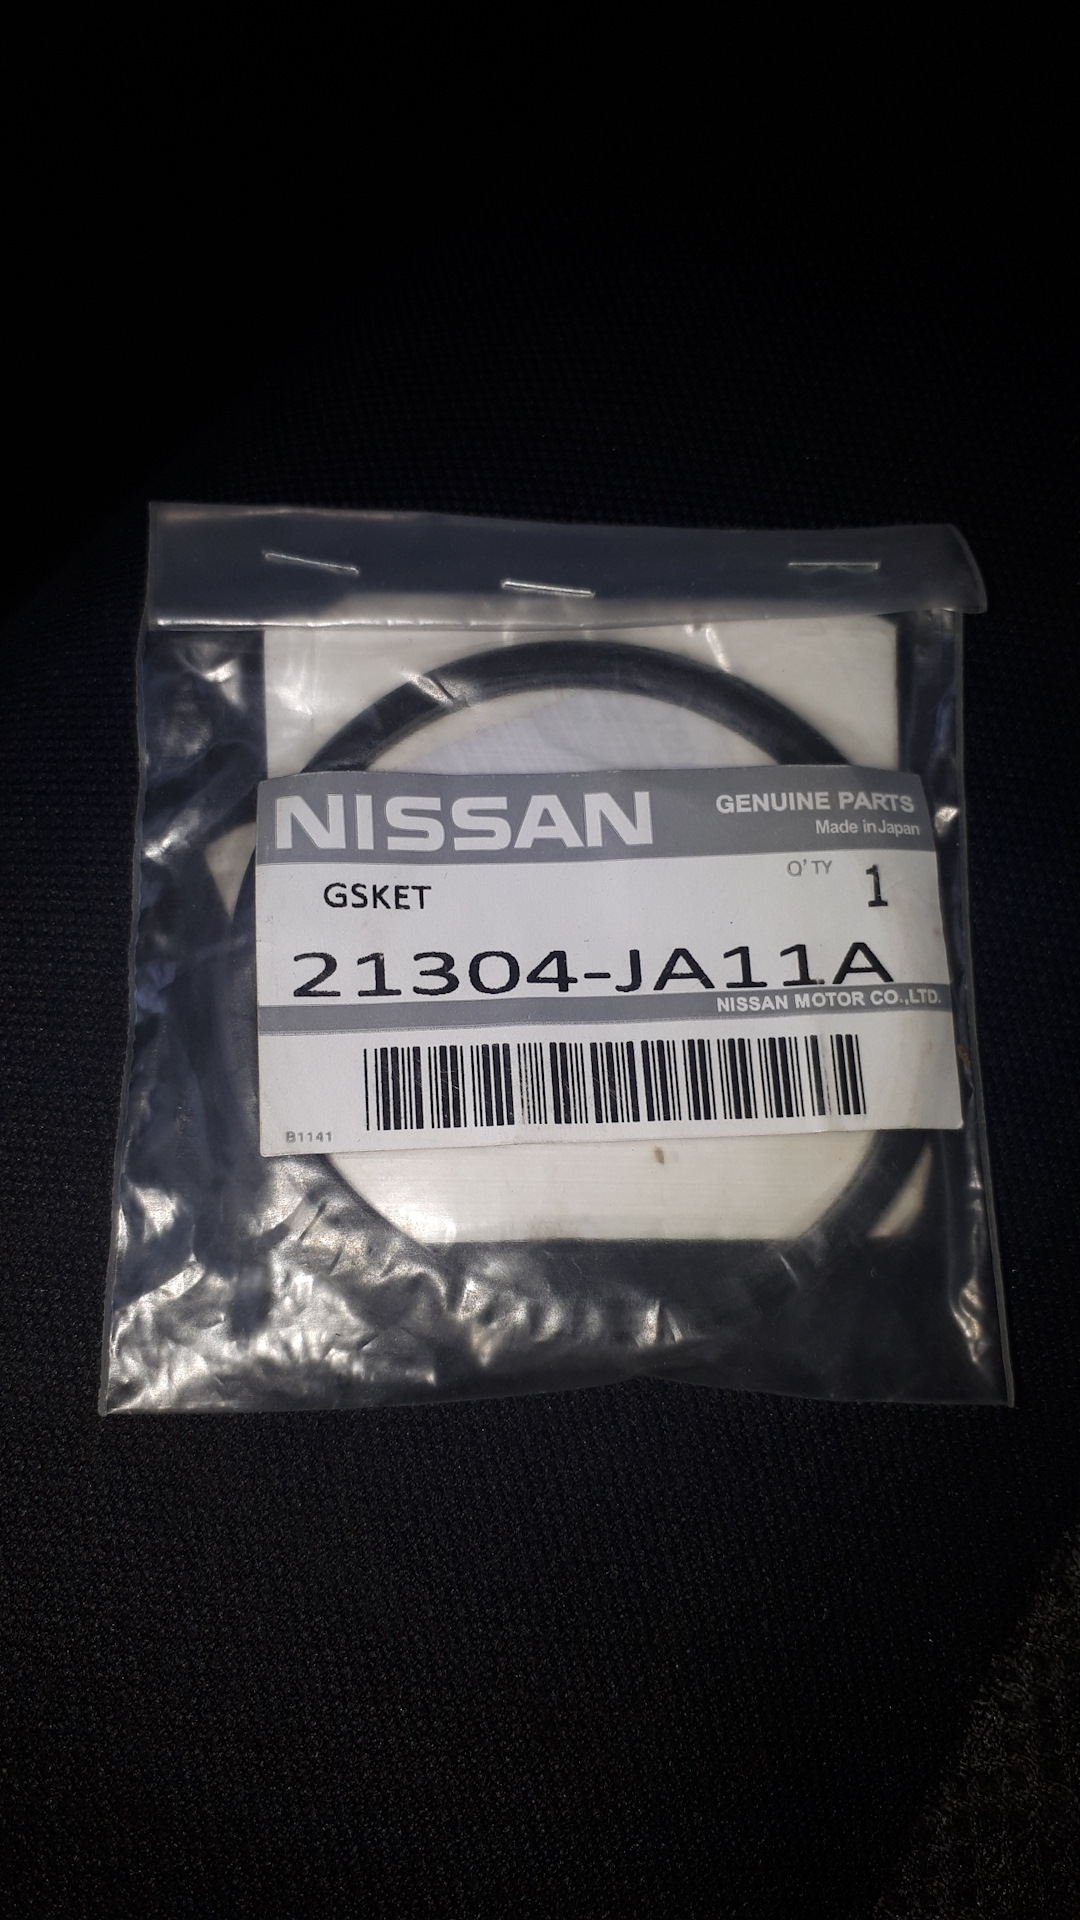 NISSAN
GENUINE PARTS
Made in Japan
GSKET
Q'TY 1
21304-JA11A
NISSAN MOTOR CO.,LTD.
B1141